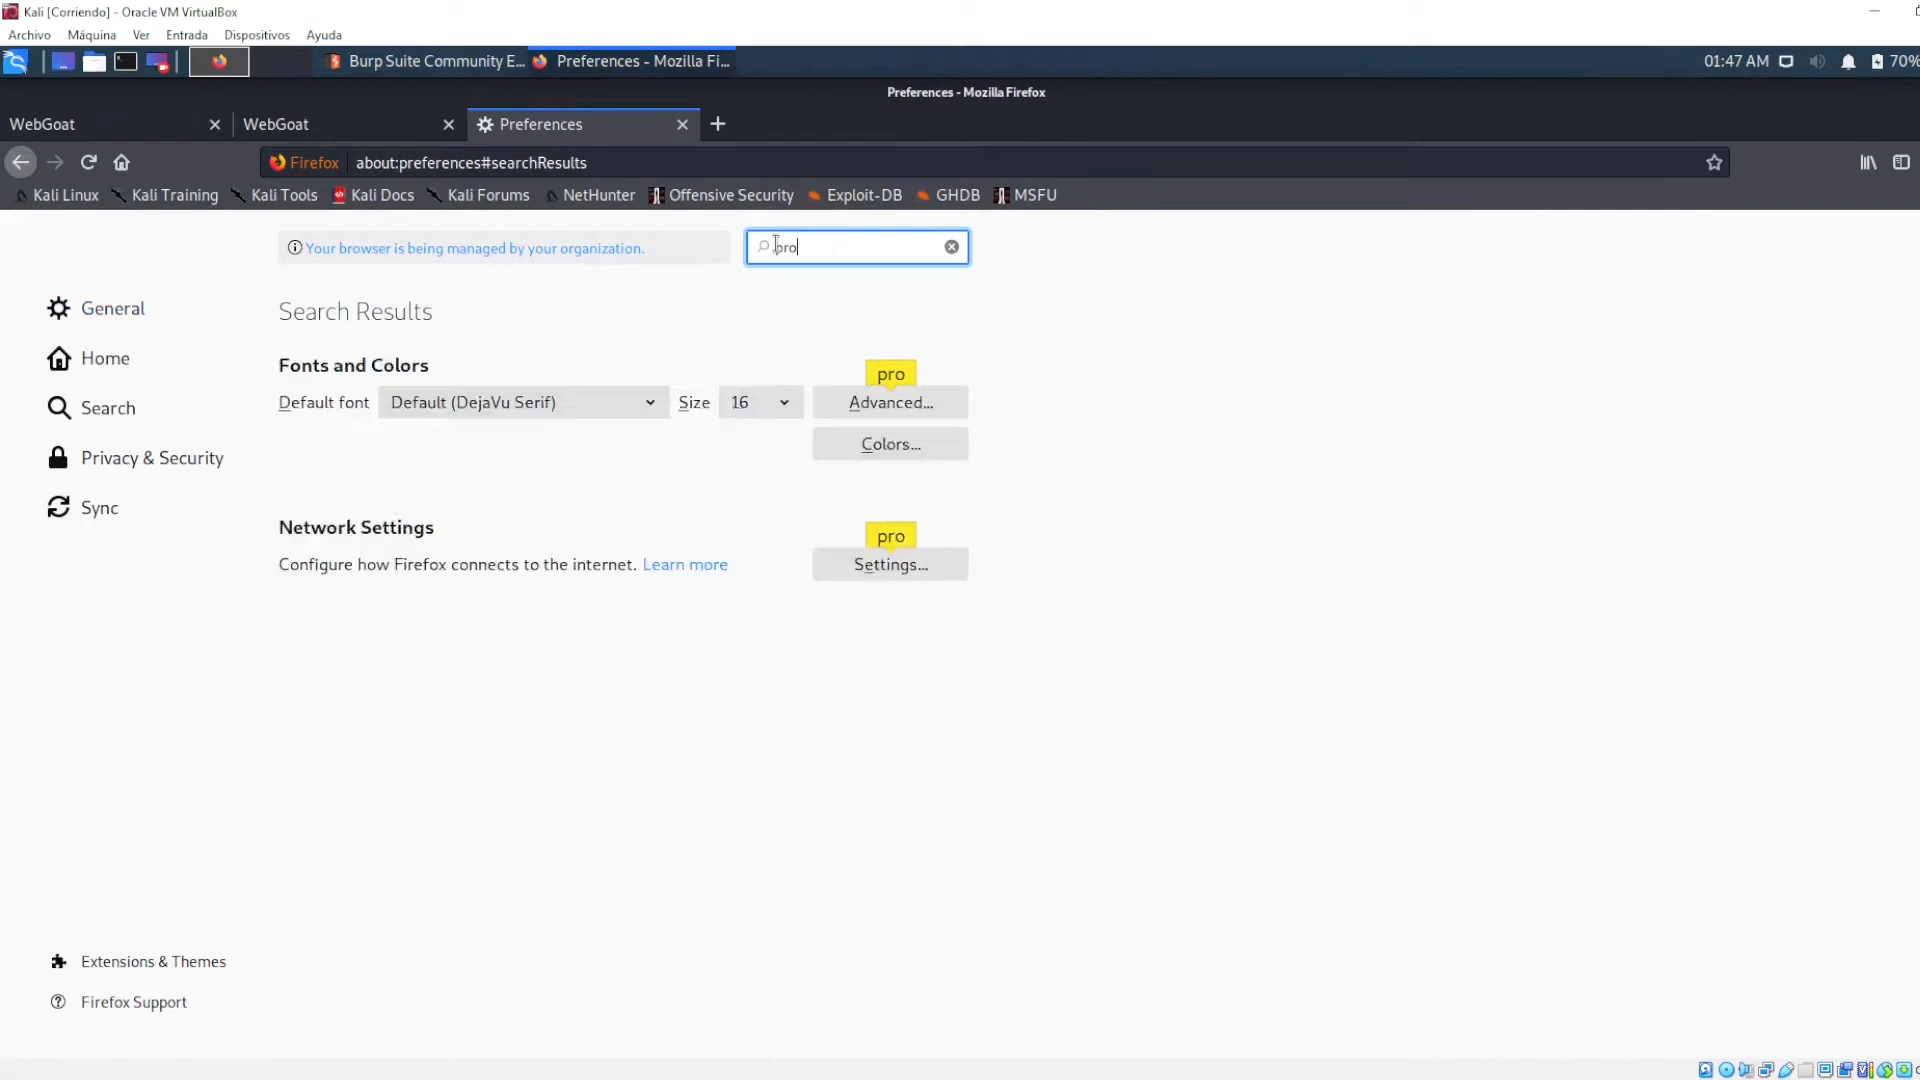 Kali [Corriendo] - Oracle VM VirtualBox
Archivo Máquina Ver Entrada Dispositivos Ayuda
Burp Suite Community E... Preferences - Mozilla Fi... 01:47 AM 70%
Preferences - Mozilla Firefox
WebGoat WebGoat Preferences
Firefox about:preferences#searchResults
Kali Linux Kali Training Kali Tools Kali Docs Kali Forums NetHunter Offensive Security Exploit-DB GHDB MSFU
Your browser is being managed by your organization. pro
General
Search Results
Home
Fonts and Colors
pro
Default font Default (DejaVu Serif) Size 16 Advanced...
Search
Colors...
Privacy & Security
Sync
Network Settings
pro
Configure how Firefox connects to the internet. Learn more Settings...
Extensions & Themes
Firefox Support